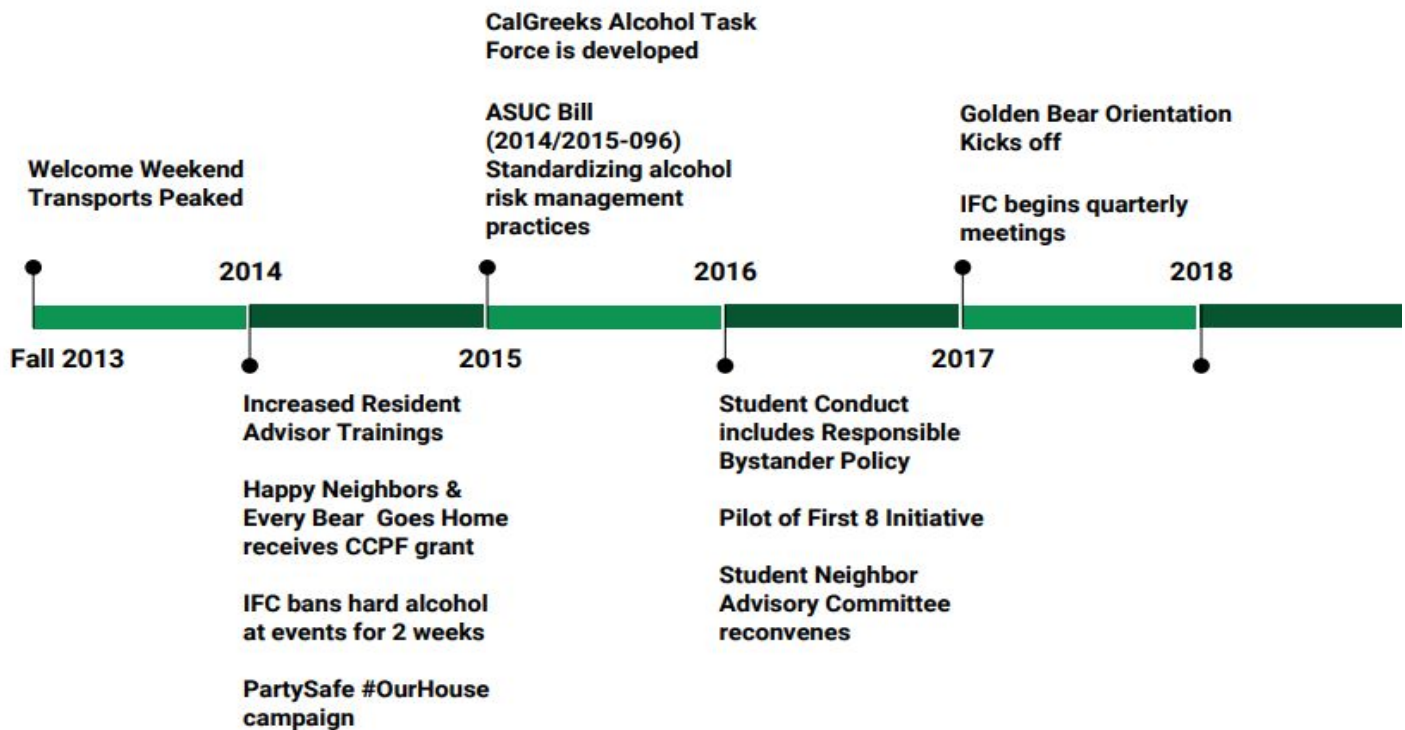 CalGreeks Alcohol Task
Force is developed
ASUC Bill
(2014/2015-096)
Standardizing alcohol
risk management
practices
Golden Bear Orientation
Kicks off
IFC begins quarterly
meetings
Welcome Weekend
Transports Peaked
2014
2016
2018
Fall 2013
2015
2017
Increased Resident
Advisor Trainings
Happy Neighbors &
Every Bear Goes Home
receives CCPF grant
IFC bans hard alcohol
at events for 2 weeks
PartySafe #OurHouse
campaign
Student Conduct
includes Responsible
Bystander Policy
Pilot of First 8 Initiative
Student Neighbor
Advisory Committee
reconvenes